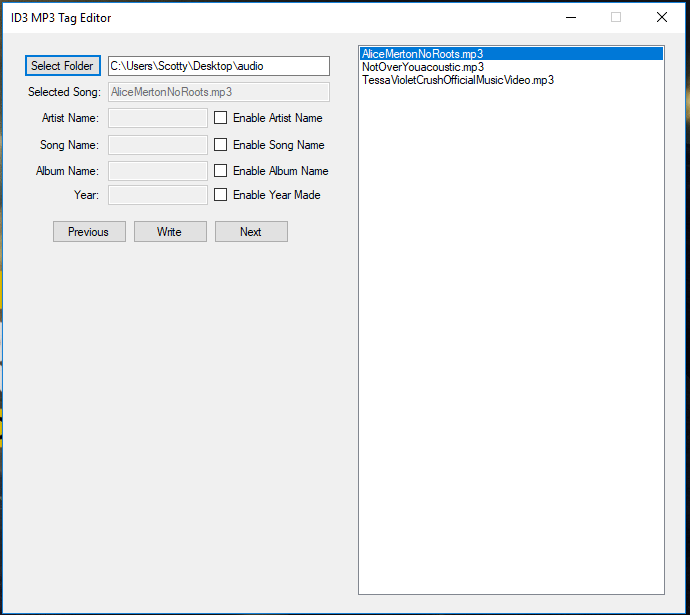 ID3 MP3 Tag Editor
Select Folder C:\Users\Scotty\Desktop\audio
Selected Song: AliceMertonNoRoots.mp3
Artist Name: Enable Artist Name
Song Name: Enable Song Name
Album Name: Enable Album Name
Year: Enable Year Made
Previous Write Next
AliceMertonNoRoots.mp3
NotOverYouacoustic.mp3
TessaVioletCrushOfficialMusicVideo.mp3